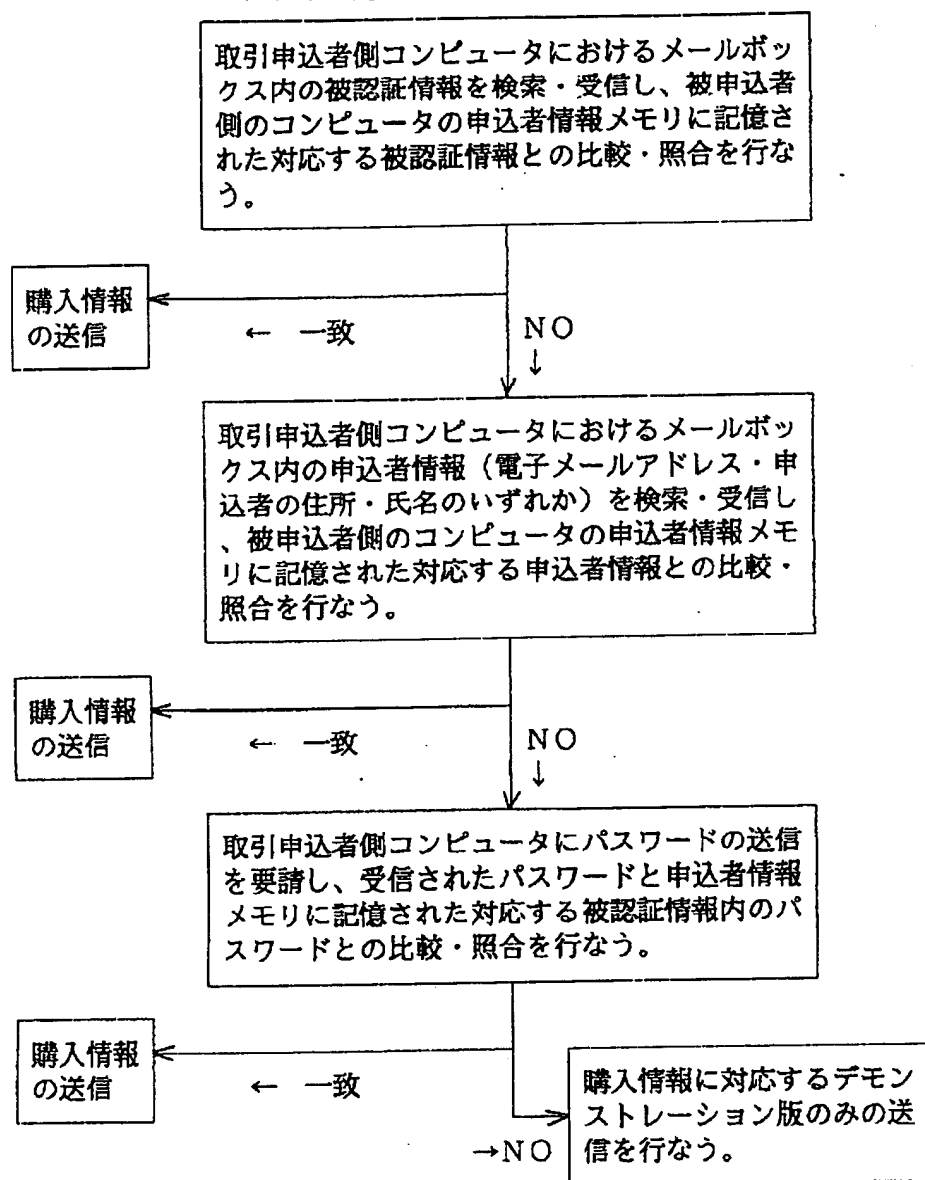 取引申込者側コンピュータにおけるメールボッ
クス内の被認証情報を検索・受信し、被申込者
側のコンピュータの申込者情報メモリに記憶さ
れた対応する被認証情報との比較・照合を行な
う。
購入情報
の送信
← 一致
NO
↓
取引申込者側コンピュータにおけるメールボッ
クス内の申込者情報（電子メールアドレス・申
込者の住所・氏名のいずれか）を検索・受信し
、被申込者側のコンピュータの申込者情報メモ
リに記憶された対応する申込者情報との比較・
照合を行なう。
購入情報
の送信
← 一致
NO
↓
取引申込者側コンピュータにパスワードの送信
を要請し、受信されたパスワードと申込者情報
メモリに記憶された対応する被認証情報内のパ
スワードとの比較・照合を行なう。
購入情報
の送信
← 一致
→NO
購入情報に対応するデモン
ストレーション版のみの送
信を行なう。